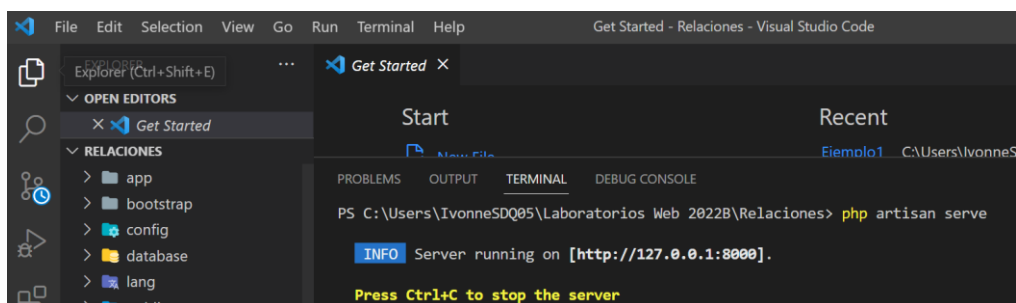 File Edit Selection View Go Run Terminal Help Get Started - Relaciones - Visual Studio Code
Explorer (Ctrl+Shift+E) ...
Get Started ×
OPEN EDITORS
× Get Started
RELACIONES
app
bootstrap
config
database
lang
Start
Recent
New File
Ejemplo1 C:\Users\IvonneS
PROBLEMS OUTPUT TERMINAL DEBUG CONSOLE
PS C:\Users\IvonneSDQ05\Laboratorios Web 2022B\Relaciones> php artisan serve
INFO Server running on [http://127.0.0.1:8000].
Press Ctrl+C to stop the server